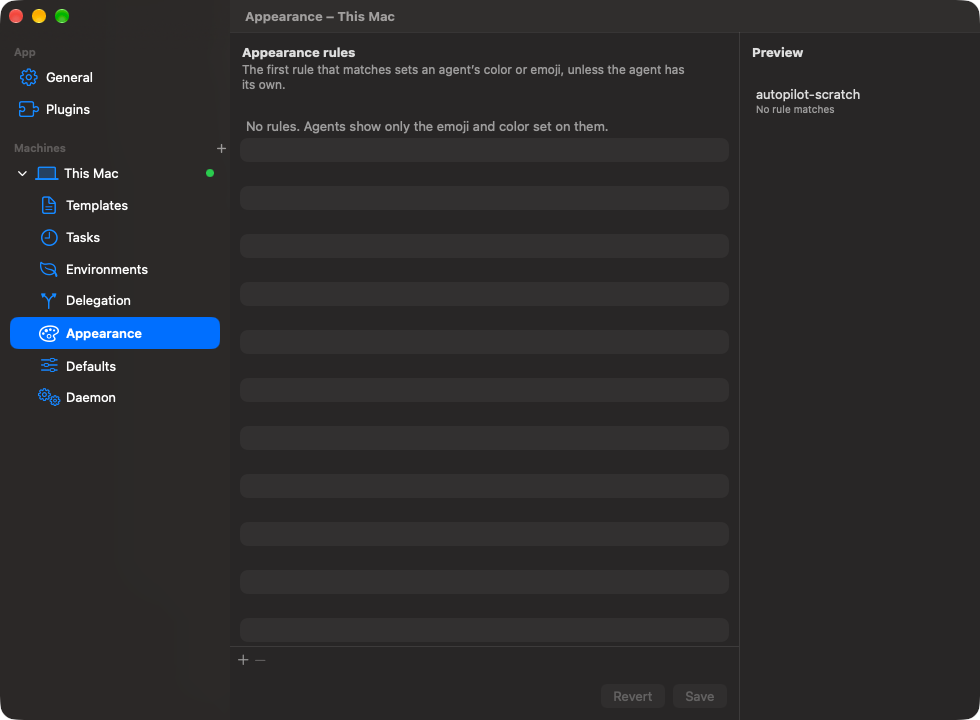 Appearance – This Mac
App
General
Plugins
Machines
This Mac
Templates
Tasks
Environments
Delegation
Appearance
Defaults
Daemon
Appearance rules
The first rule that matches sets an agent’s color or emoji, unless the agent has
its own.
No rules. Agents show only the emoji and color set on them.
Revert
Save
Preview
autopilot-scratch
No rule matches